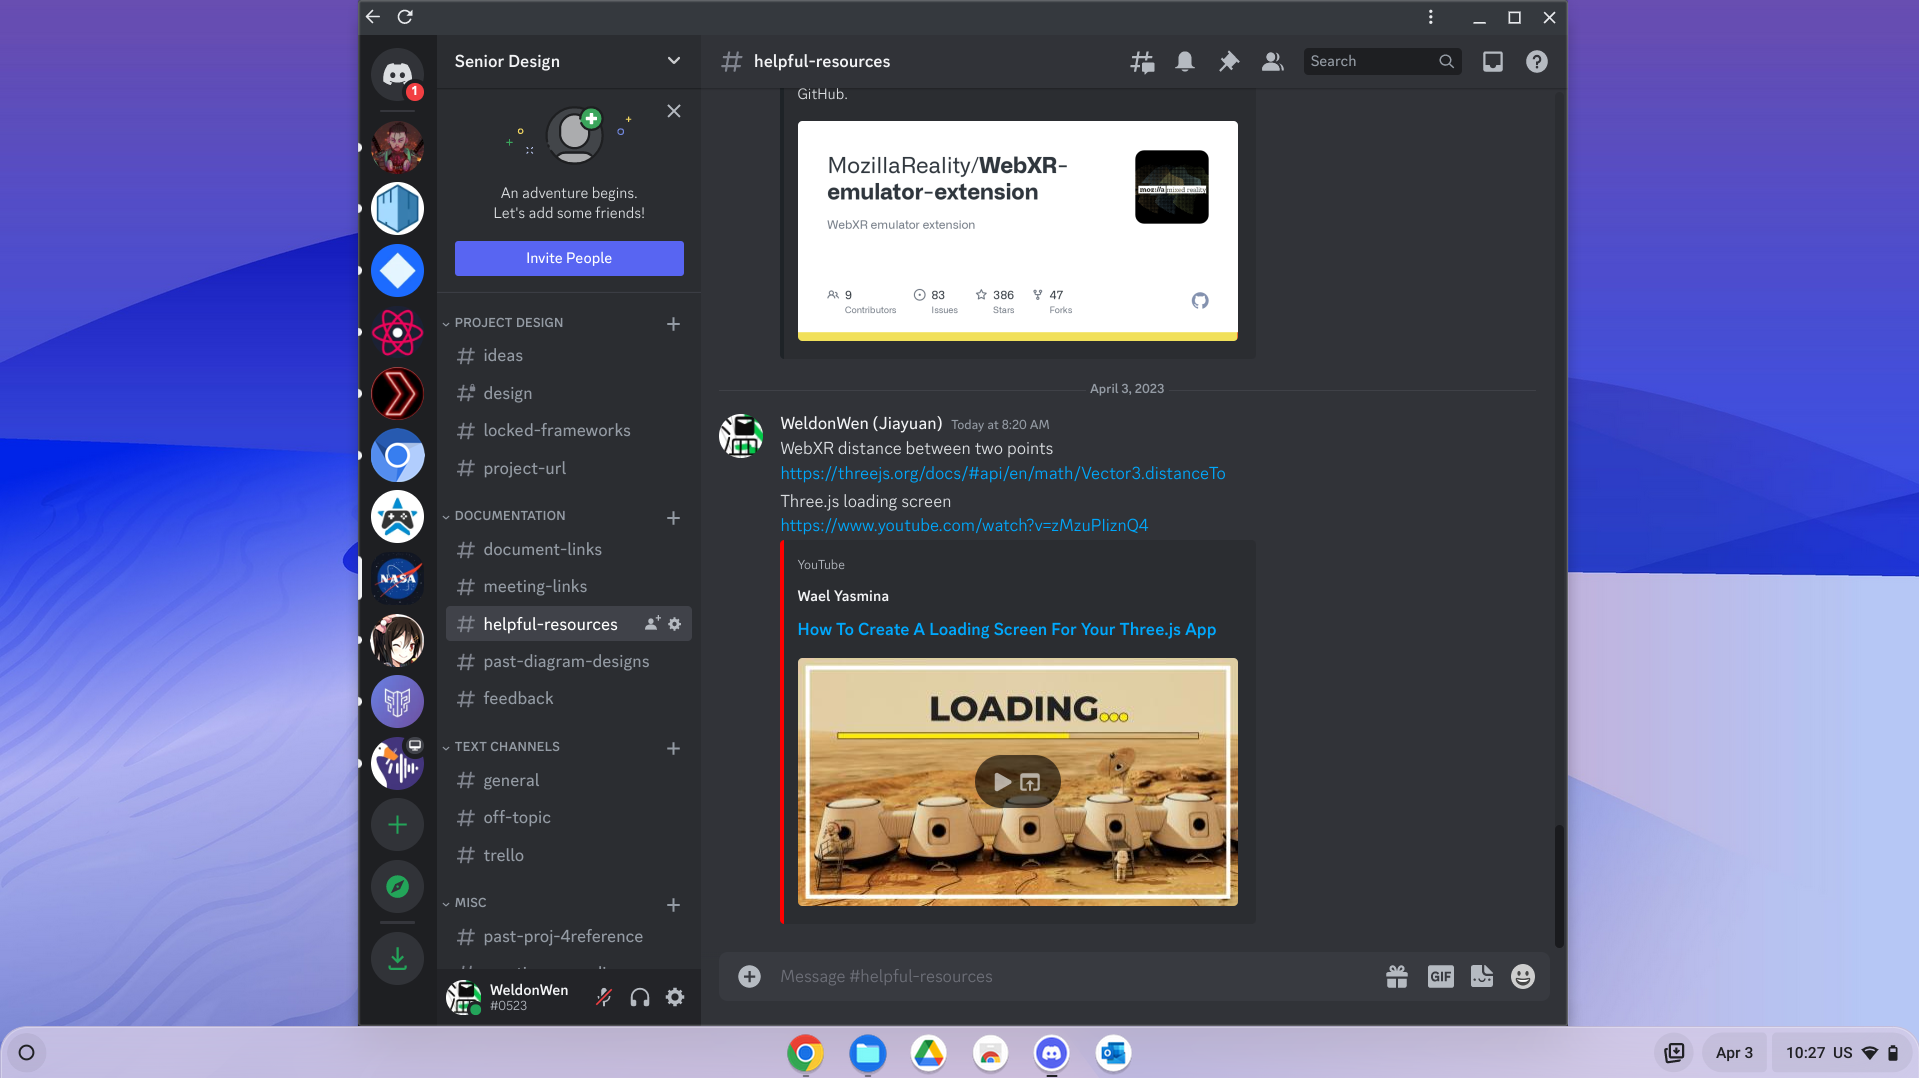 Senior Design
helpful-resources
Search
1
An adventure begins.
Let's add some friends!
Invite People
PROJECT DESIGN
ideas
design
locked-frameworks
project-url
DOCUMENTATION
document-links
meeting-links
helpful-resources
past-diagram-designs
feedback
TEXT CHANNELS
general
off-topic
trello
MISC
past-proj-4reference
NASA
WeldonWen
#0523
GitHub.
MozillaReality/WebXR-
emulator-extension
WebXR emulator extension
moz://a mixed reality
9
Contributors
83
Issues
386
Stars
47
Forks
April 3, 2023
WeldonWen (Jiayuan) Today at 8:20 AM
WebXR distance between two points
https://threejs.org/docs/#api/en/math/Vector3.distanceTo
Three.js loading screen
https://www.youtube.com/watch?v=zMzuPIiznQ4
YouTube
Wael Yasmina
How To Create A Loading Screen For Your Three.js App
LOADING...
Message #helpful-resources
GIF
Apr 3
10:27 US